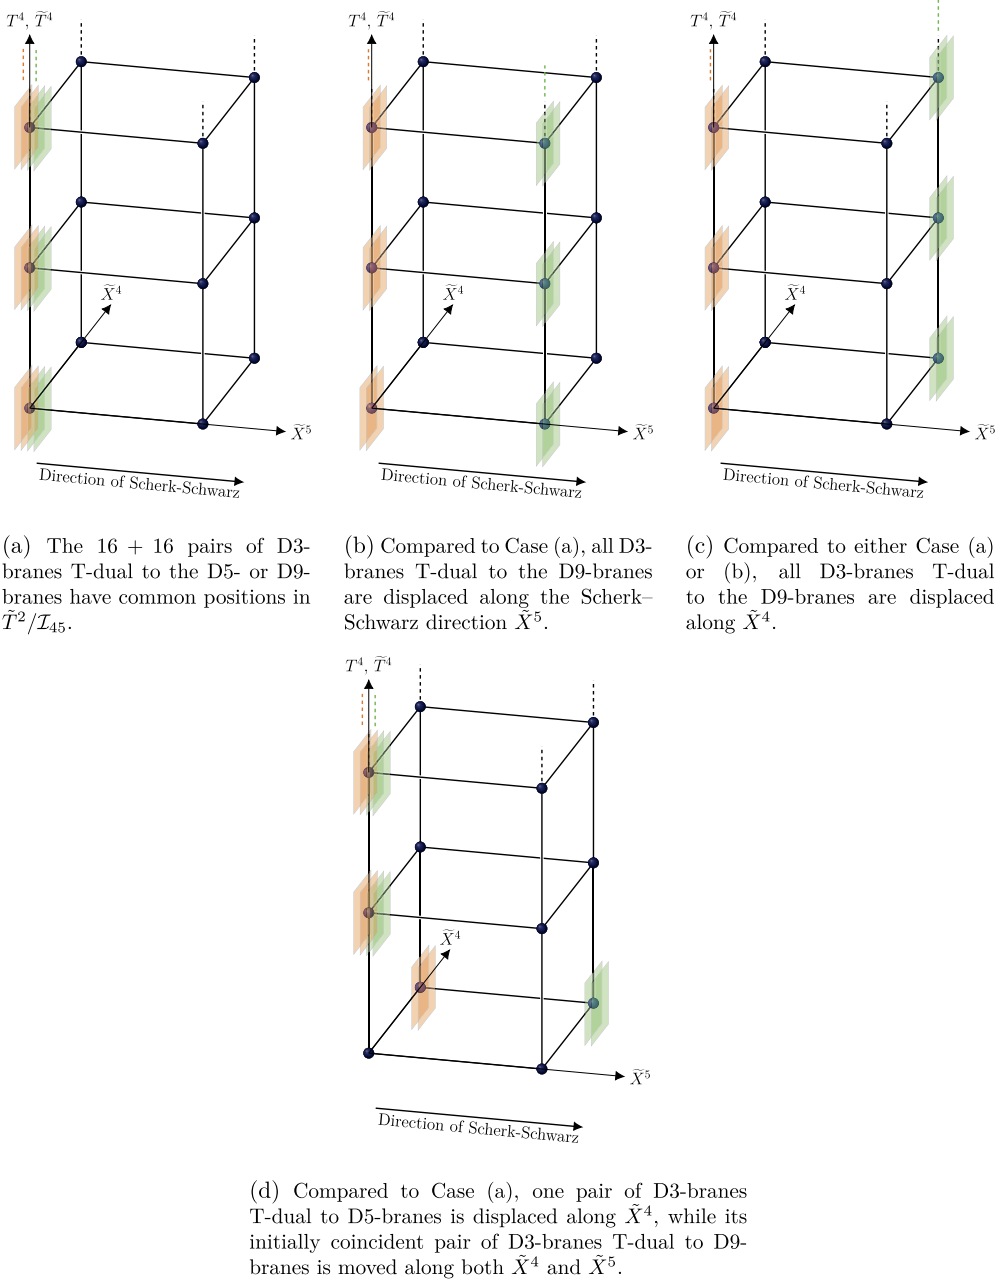 T⁴, T̃⁴
X̃⁴
X̃⁵
Direction of Scherk-Schwarz
(a) The 16 + 16 pairs of D3-
branes T-dual to the D5- or D9-
branes have common positions in
T̃²/ℐ₄₅.
T⁴, T̃⁴
X̃⁴
X̃⁵
Direction of Scherk-Schwarz
(b) Compared to Case (a), all D3-
branes T-dual to the D9-branes
are displaced along the Scherk–
Schwarz direction X̃⁵.
T⁴, T̃⁴
X̃⁴
X̃⁵
Direction of Scherk-Schwarz
(c) Compared to either Case (a)
or (b), all D3-branes T-dual
to the D9-branes are displaced
along X̃⁴.
T⁴, T̃⁴
X̃⁴
X̃⁵
Direction of Scherk-Schwarz
(d) Compared to Case (a), one pair of D3-branes
T-dual to D5-branes is displaced along X̃⁴, while its
initially coincident pair of D3-branes T-dual to D9-
branes is moved along both X̃⁴ and X̃⁵.